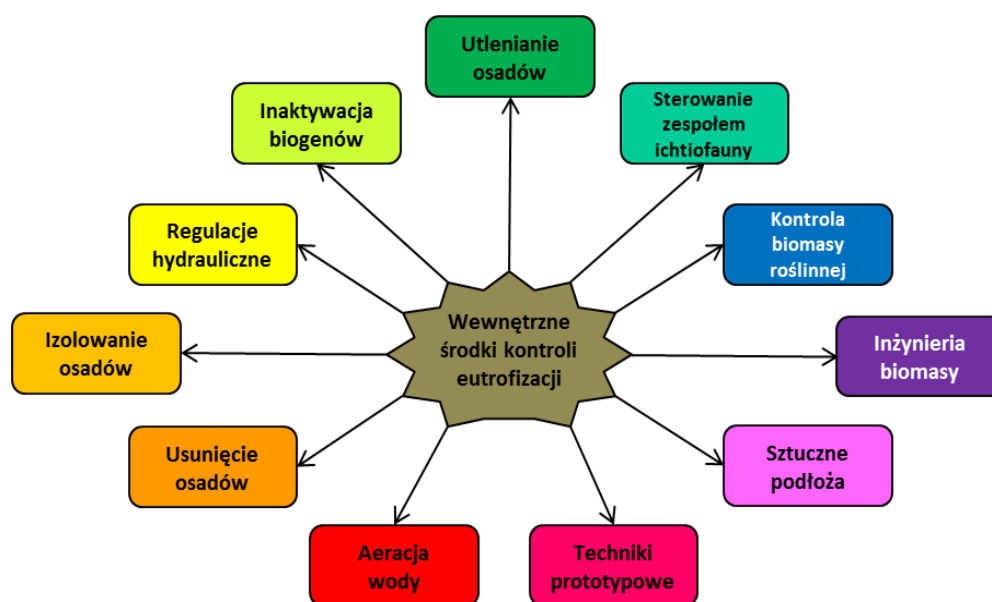 Utlenianie
osadów
Inaktywacja
biogenów
Sterowanie
zespołem
ichtiofauny
Regulacje
hydrauliczne
Kontrola
biomasy
roślinnej
Wewnętrzne
środki kontroli
eutrofizacji
Izolowanie
osadów
Inżynieria
biomasy
Usunięcie
osadów
Sztuczne
podłoża
Aeracja
wody
Techniki
prototypowe